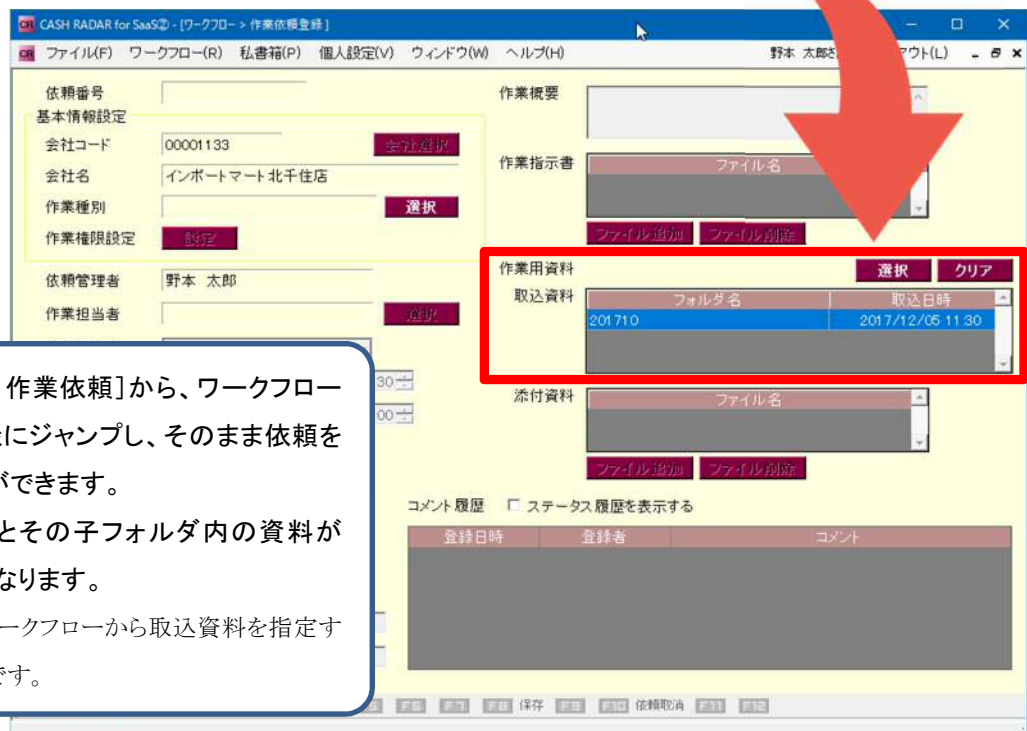 CR CASH RADAR for SaaS② - [ワークフロー > 作業依頼登録]
CR ファイル(F) ワークフロー(R) 私書箱(P) 個人設定(V) ウィンドウ(W) ヘルプ(H) 野本 太郎さ アウト(L)
依頼番号
基本情報設定
会社コード 00001133 会社選択
会社名 インポートマート北千住店
作業種別 選択
作業権限設定 設定
依頼管理者 野本 太郎
作業担当者 選択
30
00
作業概要
作業指示書 ファイル名
ファイル追加 ファイル削除
作業用資料 選択 クリア
取込資料 フォルダ名 取込日時
201710 2017/12/05 11:30
添付資料 ファイル名
ファイル追加 ファイル削除
コメント履歴 ステータス履歴を表示する
登録日時 登録者 コメント
作業依頼]から、ワークフロー
にジャンプし、そのまま依頼を
ができます。
とその子フォルダ内の資料が
なります。
ークフローから取込資料を指定す
です。
F6 F7 F8 保存 F9 F10 依頼取消 F11 F12